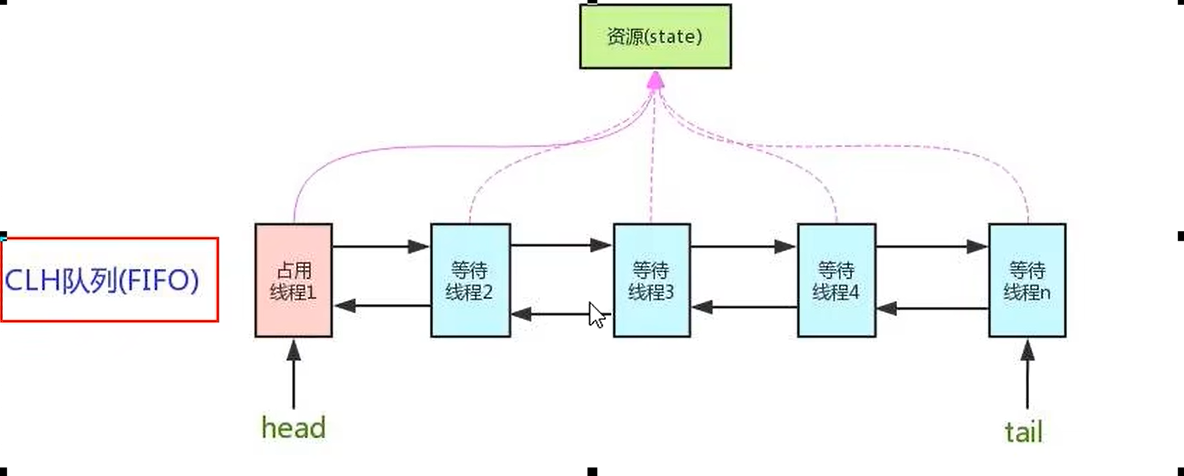 资源(state)
CLH队列(FIFO)
占用
线程1
等待
线程2
等待
线程3
等待
线程4
等待
线程n
head
tail